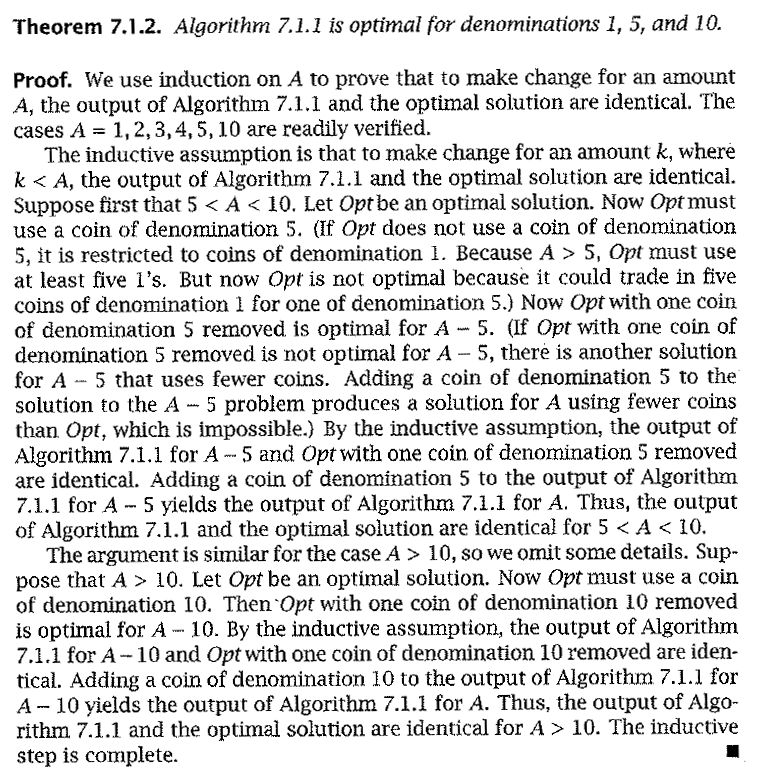 Theorem 7.1.2. Algorithm 7.1.1 is optimal for denominations 1, 5, and 10.
Proof. We use induction on A to prove that to make change for an amount
A, the output of Algorithm 7.1.1 and the optimal solution are identical. The
cases A = 1, 2, 3, 4, 5, 10 are readily verified.
The inductive assumption is that to make change for an amount k, where
k < A, the output of Algorithm 7.1.1 and the optimal solution are identical.
Suppose first that 5 < A < 10. Let Opt be an optimal solution. Now Opt must
use a coin of denomination 5. (If Opt does not use a coin of denomination
5, it is restricted to coins of denomination 1. Because A > 5, Opt must use
at least five 1's. But now Opt is not optimal because it could trade in five
coins of denomination 1 for one of denomination 5.) Now Opt with one coin
of denomination 5 removed is optimal for A − 5. (If Opt with one coin of
denomination 5 removed is not optimal for A − 5, there is another solution
for A − 5 that uses fewer coins. Adding a coin of denomination 5 to the
solution to the A − 5 problem produces a solution for A using fewer coins
than Opt, which is impossible.) By the inductive assumption, the output of
Algorithm 7.1.1 for A − 5 and Opt with one coin of denomination 5 removed
are identical. Adding a coin of denomination 5 to the output of Algorithm
7.1.1 for A − 5 yields the output of Algorithm 7.1.1 for A. Thus, the output
of Algorithm 7.1.1 and the optimal solution are identical for 5 < A < 10.
The argument is similar for the case A > 10, so we omit some details. Sup-
pose that A > 10. Let Opt be an optimal solution. Now Opt must use a coin
of denomination 10. Then Opt with one coin of denomination 10 removed
is optimal for A − 10. By the inductive assumption, the output of Algorithm
7.1.1 for A − 10 and Opt with one coin of denomination 10 removed are iden-
tical. Adding a coin of denomination 10 to the output of Algorithm 7.1.1 for
A − 10 yields the output of Algorithm 7.1.1 for A. Thus, the output of Algo-
rithm 7.1.1 and the optimal solution are identical for A > 10. The inductive
step is complete. ■